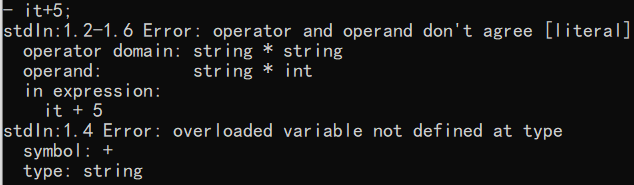 - it+5;
stdIn:1.2-1.6 Error: operator and operand don't agree [literal]
  operator domain: string * string
  operand:         string * int
  in expression:
    it + 5
stdIn:1.4 Error: overloaded variable not defined at type
  symbol: +
  type: string